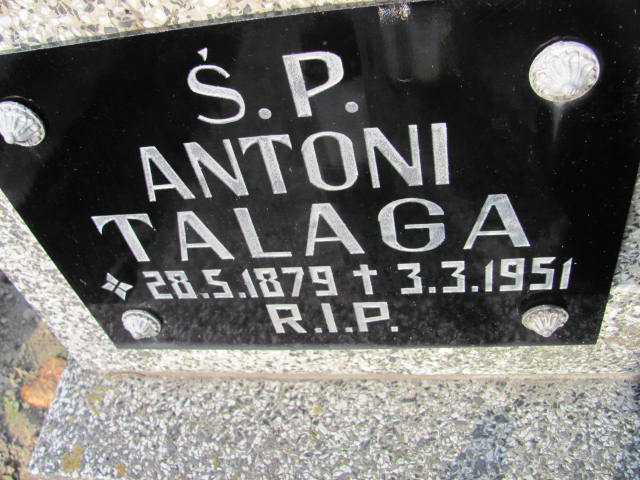 Ś.P.
ANTONI
TALAGA
28.5.1879 † 3.3.1951
R.I.P.